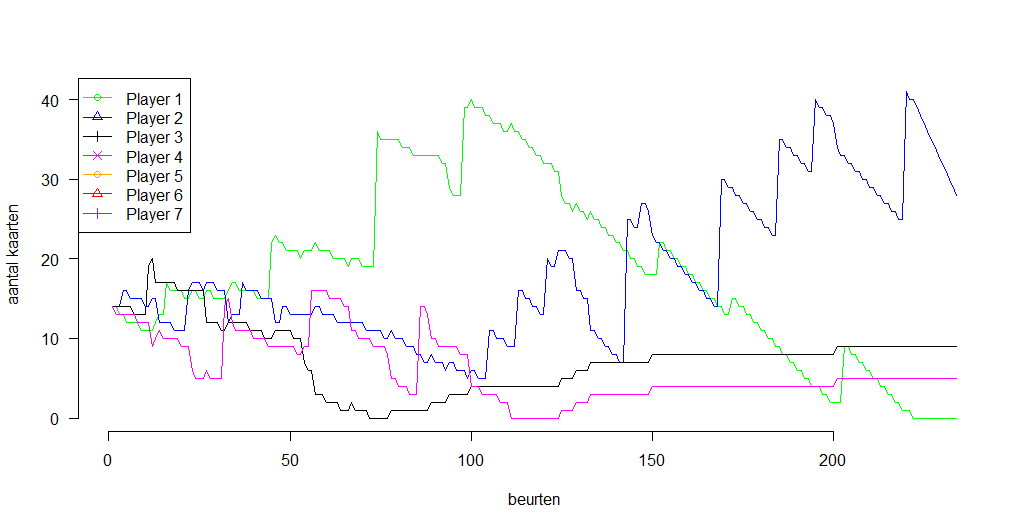 Player 1
Player 2
Player 3
Player 4
Player 5
Player 6
Player 7
aantal kaarten
40
30
20
10
0
0 50 100 150 200
beurten